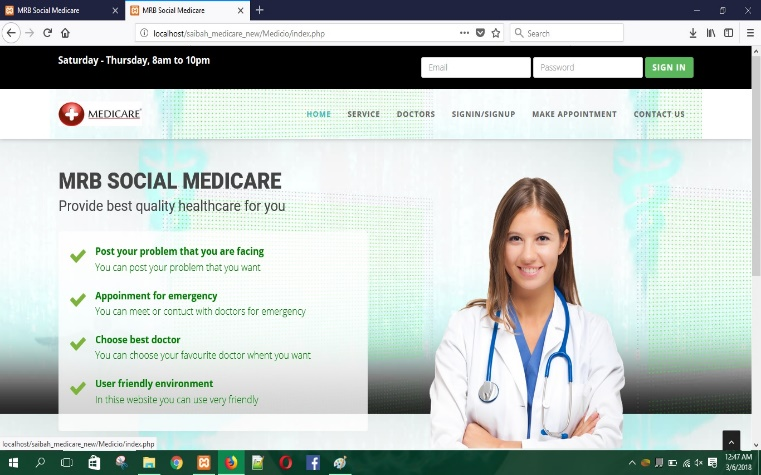 MRB Social Medicare
MRB Social Medicare
localhost/saibah_medicare_new/Medicio/index.php
Search
Saturday - Thursday, 8am to 10pm
Email
Password
SIGN IN
MEDICARE
HOME
SERVICE
DOCTORS
SIGNIN/SIGNUP
MAKE APPOINTMENT
CONTACT US
MRB SOCIAL MEDICARE
Provide best quality healthcare for you
Post your problem that you are facing
You can post your problem that you want
Appoinment for emergency
You can meet or contuct with doctors for emergency
Choose best doctor
You can choose your favourite doctor whent you want
User friendly environment
In thise website you can use very friendly
localhost/saibah_medicare_new/Medicio/index.php
12:47 AM
3/6/2018